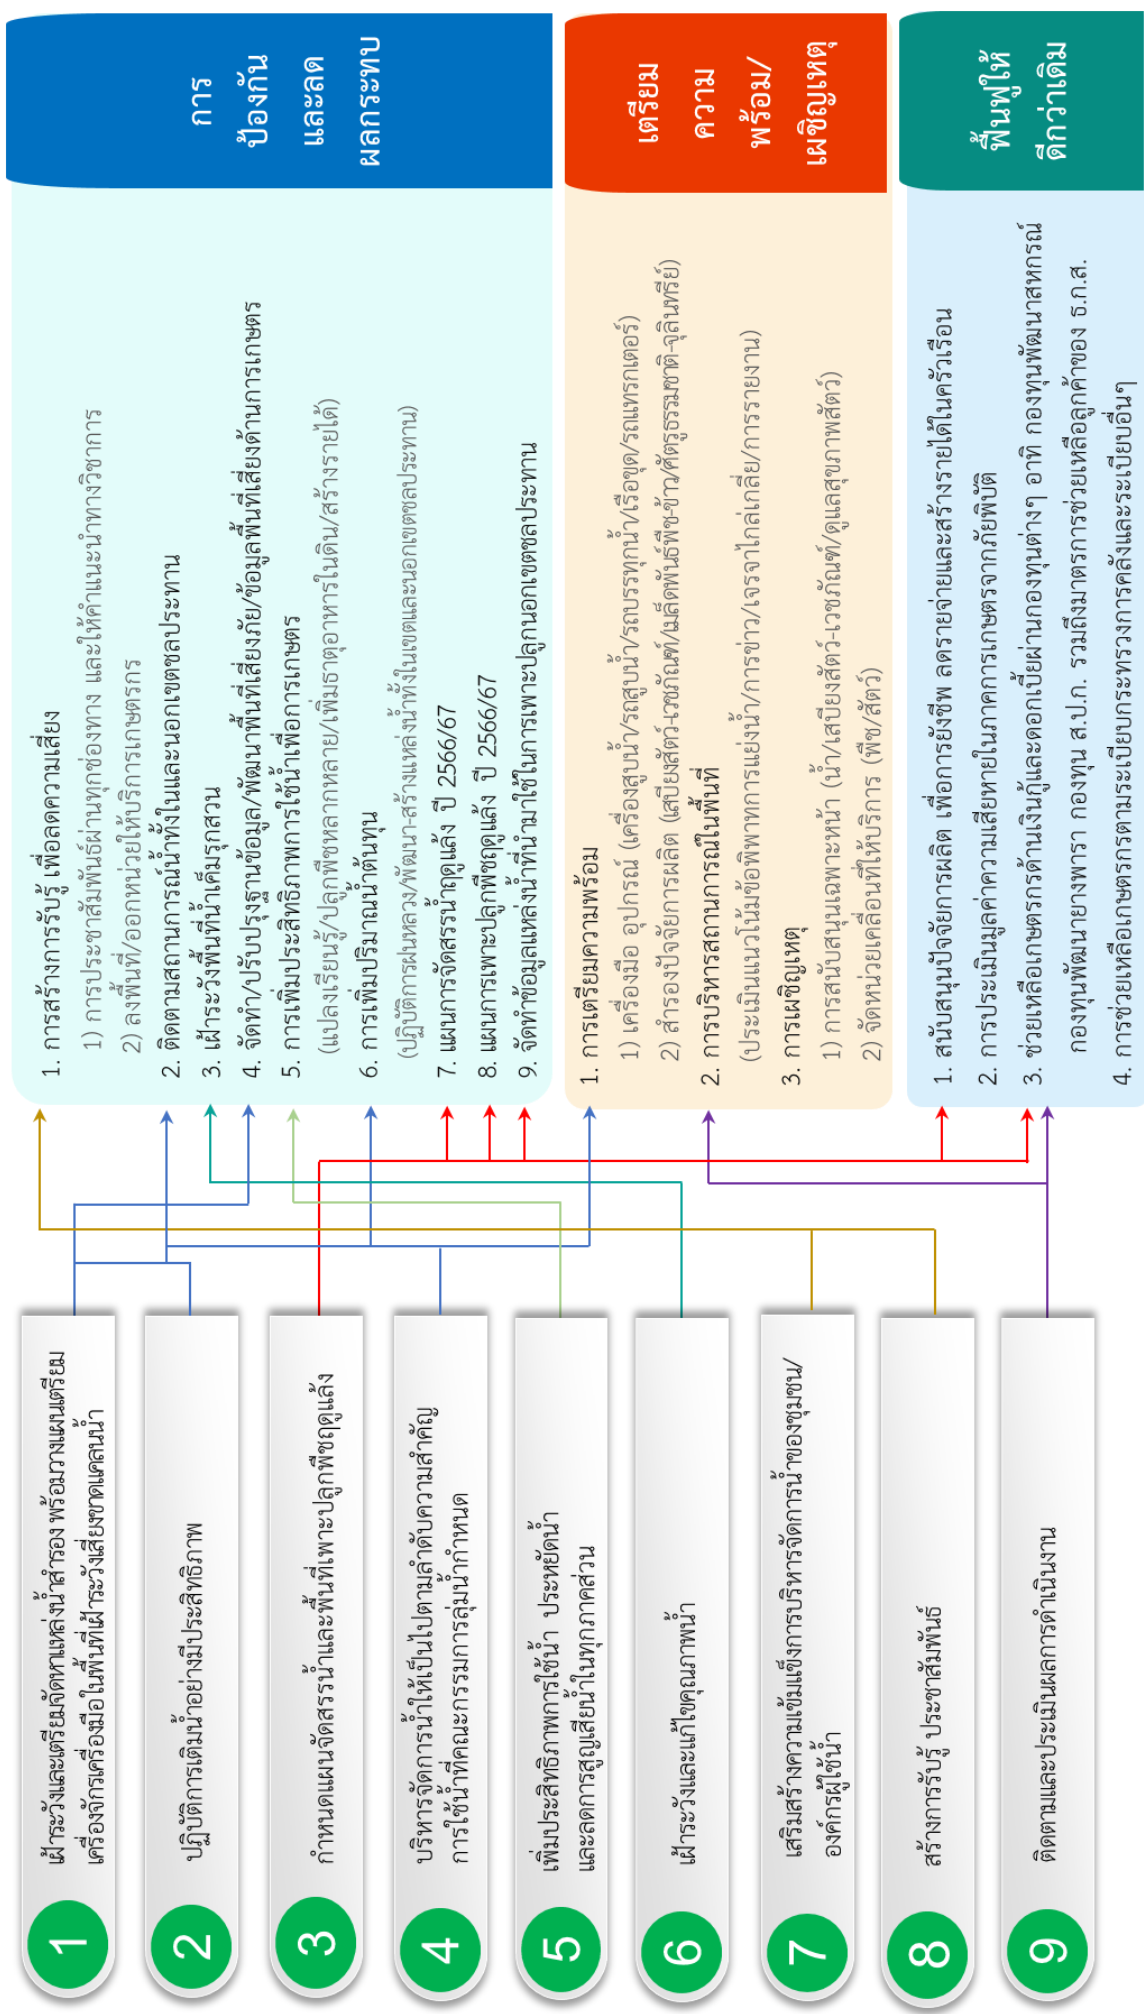 1
เฝ้าระวังและเตรียมจัดหาแหล่งน้ำสำรอง พร้อมวางแผนเตรียม
เครื่องจักรเครื่องมือในพื้นที่เฝ้าระวังเสี่ยงขาดแคลนน้ำ
2
ปฏิบัติการเติมน้ำอย่างมีประสิทธิภาพ
3
กำหนดแผนจัดสรรน้ำและพื้นที่เพาะปลูกพืชฤดูแล้ง
4
บริหารจัดการน้ำให้เป็นไปตามลำดับความสำคัญ
การใช้น้ำที่คณะกรรมการลุ่มน้ำกำหนด
5
เพิ่มประสิทธิภาพการใช้น้ำ ประหยัดน้ำ
และลดการสูญเสียน้ำในทุกภาคส่วน
6
เฝ้าระวังและแก้ไขคุณภาพน้ำ
7
เสริมสร้างความเข้มแข็งการบริหารจัดการน้ำของชุมชน/
องค์กรผู้ใช้น้ำ
8
สร้างการรับรู้ ประชาสัมพันธ์
9
ติดตามและประเมินผลการดำเนินงาน
1. การสร้างการรับรู้ เพื่อลดความเสี่ยง
1) การประชาสัมพันธ์ผ่านทุกช่องทาง และให้คำแนะนำทางวิชาการ
2) ลงพื้นที่/ออกหน่วยให้บริการเกษตรกร
2. ติดตามสถานการณ์น้ำทั้งในและนอกเขตชลประทาน
3. เฝ้าระวังพื้นที่น้ำเค็มรุกสวน
4. จัดทำ/ปรับปรุงฐานข้อมูล/พัฒนาพื้นที่เสี่ยงภัย/ข้อมูลพื้นที่เสี่ยงด้านการเกษตร
5. การเพิ่มประสิทธิภาพการใช้น้ำเพื่อการเกษตร
(แปลงเรียนรู้/ปลูกพืชหลากหลาย/เพิ่มธาตุอาหารในดิน/สร้างรายได้)
6. การเพิ่มปริมาณน้ำต้นทุน
(ปฏิบัติการฝนหลวง/พัฒนา-สร้างแหล่งน้ำทั้งในเขตและนอกเขตชลประทาน)
7. แผนการจัดสรรน้ำฤดูแล้ง ปี 2566/67
8. แผนการเพาะปลูกพืชฤดูแล้ง ปี 2566/67
9. จัดทำข้อมูลแหล่งน้ำที่นำมาใช้ในการเพาะปลูกนอกเขตชลประทาน
การ
ป้องกัน
และลด
ผลกระทบ
1. การเตรียมความพร้อม
1) เครื่องมือ อุปกรณ์ (เครื่องสูบน้ำ/รถสูบน้ำ/รถบรรทุกน้ำ/เรือขุด/รถแทรกเตอร์)
2) สำรองปัจจัยการผลิต (เสบียงสัตว์-เวชภัณฑ์/เมล็ดพันธุ์พืช-ข้าว/ศัตรูธรรมชาติ-จุลินทรีย์)
2. การบริหารสถานการณ์ในพื้นที่
(ประเมินแนวโน้มข้อพิพาทการแย่งน้ำ/การข่าว/เจรจาไกล่เกลี่ย/การรายงาน)
3. การเผชิญเหตุ
1) การสนับสนุนเฉพาะหน้า (น้ำ/เสบียงสัตว์-เวชภัณฑ์/ดูแลสุขภาพสัตว์)
2) จัดหน่วยเคลื่อนที่ให้บริการ (พืช/สัตว์)
เตรียม
ความ
พร้อม/
เผชิญเหตุ
1. สนับสนุนปัจจัยการผลิต เพื่อการยังชีพ ลดรายจ่ายและสร้างรายได้ในครัวเรือน
2. การประเมินมูลค่าความเสียหายในภาคการเกษตรจากภัยพิบัติ
3. ช่วยเหลือเกษตรกรด้านเงินกู้และดอกเบี้ยผ่านกองทุนต่างๆ อาทิ กองทุนพัฒนาสหกรณ์
กองทุนพัฒนายางพารา กองทุน ส.ป.ก. รวมถึงมาตรการช่วยเหลือลูกค้าของ ธ.ก.ส.
4. การช่วยเหลือเกษตรกรตามระเบียบกระทรวงการคลังและระเบียบอื่นๆ
ฟื้นฟูให้
ดีกว่าเดิม